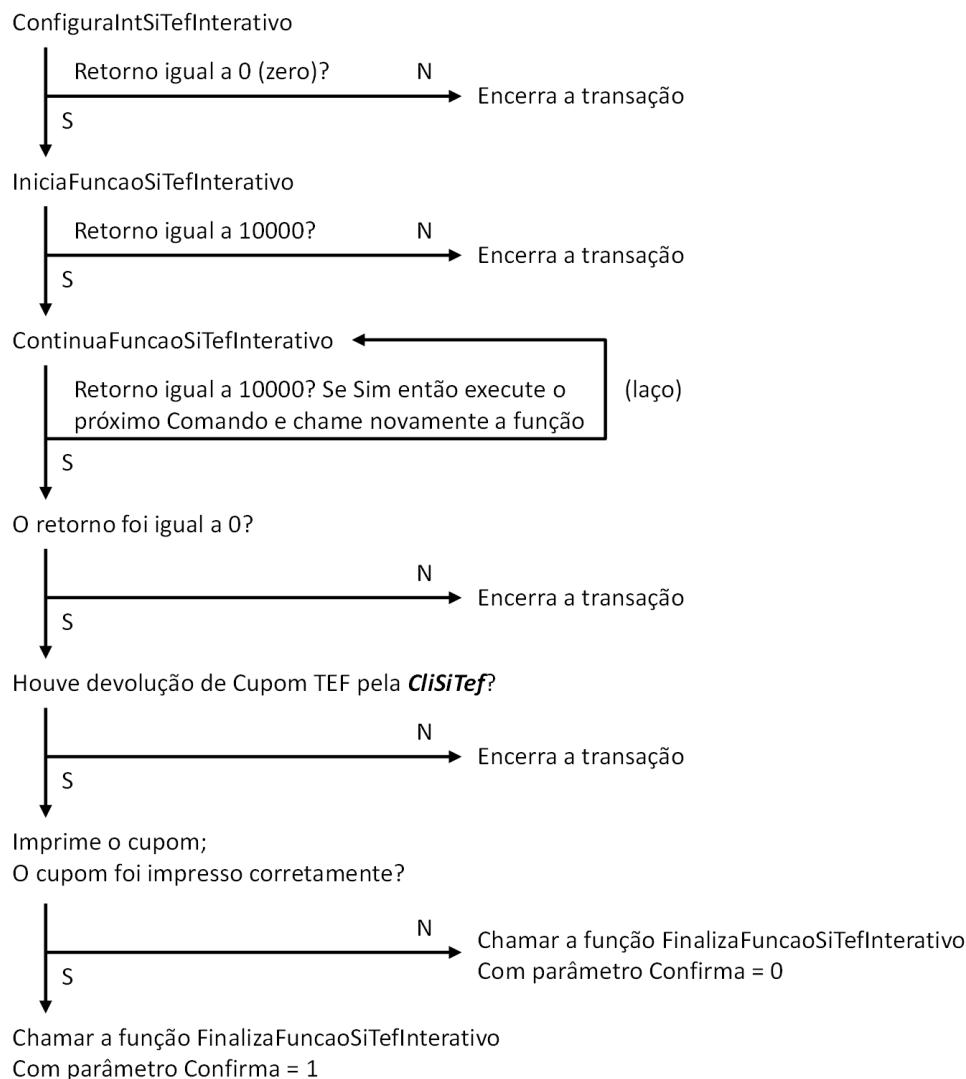 ConfiguraIntSiTefInterativo
Retorno igual a 0 (zero)?
N
Encerra a transação
S
IniciaFuncaoSiTefInterativo
Retorno igual a 10000?
N
Encerra a transação
S
ContinuaFuncaoSiTefInterativo
Retorno igual a 10000? Se Sim então execute o
(laço)
próximo Comando e chame novamente a função
S
O retorno foi igual a 0?
N
Encerra a transação
S
Houve devolução de Cupom TEF pela CliSiTef?
N
Encerra a transação
S
Imprime o cupom;
O cupom foi impresso corretamente?
N
Chamar a função FinalizaFuncaoSiTefInterativo
Com parâmetro Confirma = 0
S
Chamar a função FinalizaFuncaoSiTefInterativo
Com parâmetro Confirma = 1